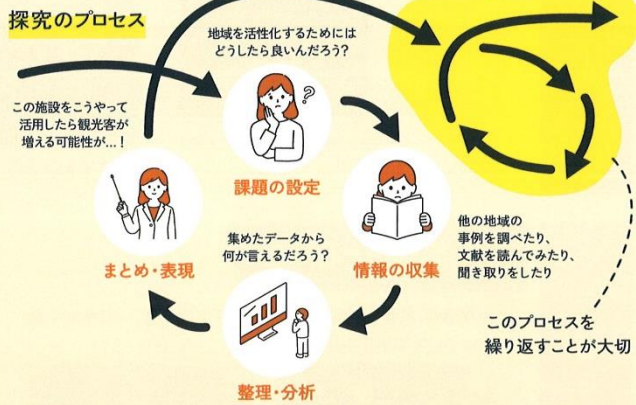 探究のプロセス
地域を活性化するためには
どうしたら良いんだろう？
?
課題の設定
この施設をこうやって
活用したら観光客が
増える可能性が…！
まとめ・表現
集めたデータから
何が言えるだろう？
情報の収集
他の地域の
事例を調べたり、
文献を読んでみたり、
聞き取りをしたり
整理・分析
このプロセスを
繰り返すことが大切